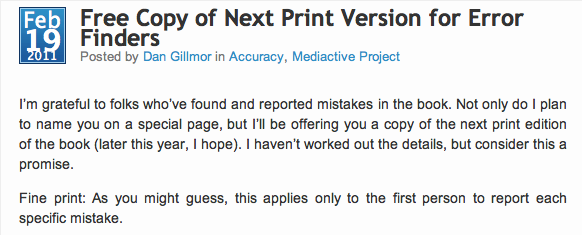 Feb
19
2011
Free Copy of Next Print Version for Error
Finders
Posted by Dan Gillmor in Accuracy, Mediactive Project
I'm grateful to folks who've found and reported mistakes in the book. Not only do I plan
to name you on a special page, but I'll be offering you a copy of the next print edition
of the book (later this year, I hope). I haven't worked out the details, but consider this a
promise.
Fine print: As you might guess, this applies only to the first person to report each
specific mistake.